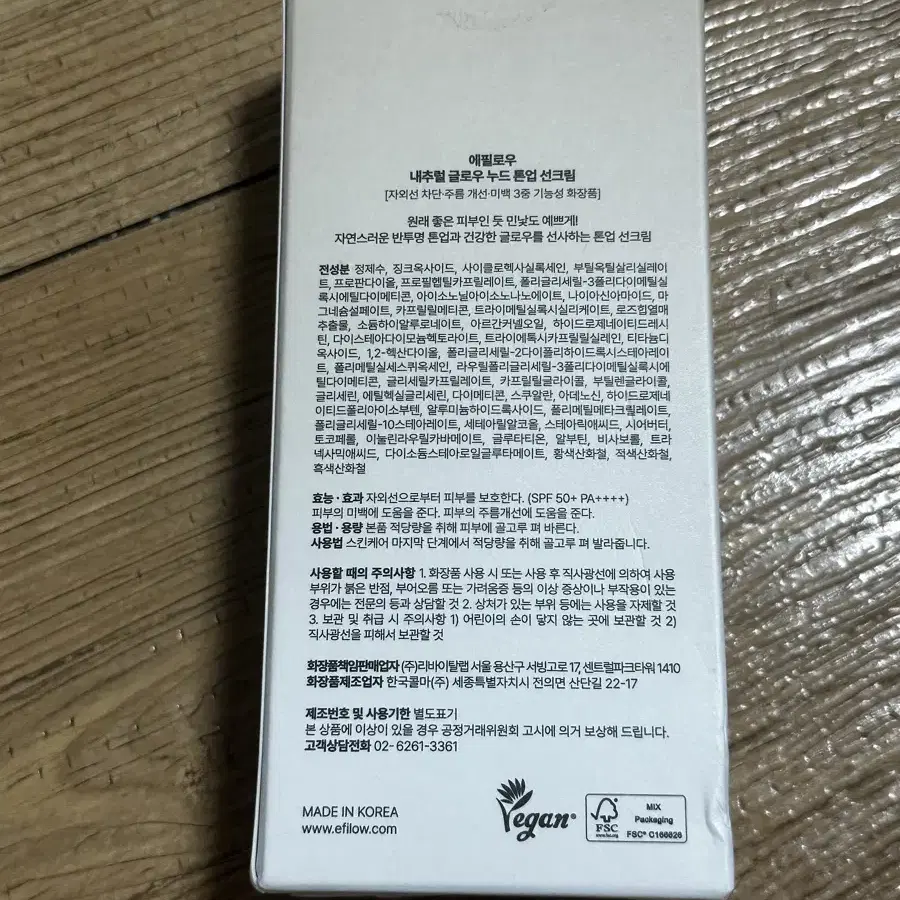 에필로우
내추럴 글로우 누드 톤업 선크림
[자외선 차단·주름 개선·미백 3중 기능성 화장품]
원래 좋은 피부인 듯 민낯도 예쁘게!
자연스러운 반투명 톤업과 건강한 글로우를 선사하는 톤업 선크림
전성분 정제수, 징크옥사이드, 사이클로헥사실록세인, 부틸옥틸살리실레이
트, 프로판다이올, 프로필헵틸카프릴레이트, 폴리글리세릴-3폴리다이메틸실
록시에틸다이메티콘, 아이소노닐아이소노나노에이트, 나이아신아마이드, 마
그네슘설페이트, 카프릴릴메티콘, 트라이메틸실록시실리케이트, 로즈힙열매
추출물, 소듐하이알루로네이트, 아르간커넬오일, 하이드로제네이티드레시
틴, 다이스테아다이모늄헥토라이트, 트라이에톡시카프릴릴실레인, 티타늄디
옥사이드, 1,2-헥산다이올, 폴리글리세릴-2다이폴리하이드록시스테아레이
트, 폴리메틸실세스퀴옥세인, 라우릴폴리글리세릴-3폴리다이메틸실록시에
틸다이메티콘, 글리세릴카프릴레이트, 카프릴릴글라이콜, 부틸렌글라이콜,
글리세린, 에틸헥실글리세린, 다이메티콘, 스쿠알란, 아데노신, 하이드로제네
이티드폴리아이소부텐, 알루미늄하이드록사이드, 폴리메틸메타크릴레이트,
폴리글리세릴-10스테아레이트, 세테아릴알코올, 스테아릭애씨드, 시어버터,
토코페롤, 이눌린라우릴카바메이트, 글루타티온, 알부틴, 비사보롤, 트라
넥사믹애씨드, 다이소듐스테아로일글루타메이트, 황색산화철, 적색산화철,
흑색산화철
효능·효과 자외선으로부터 피부를 보호한다. (SPF 50+ PA++++)
피부의 미백에 도움을 준다. 피부의 주름개선에 도움을 준다.
용법·용량 본품 적당량을 취해 피부에 골고루 펴 바른다.
사용법 스킨케어 마지막 단계에서 적당량을 취해 골고루 펴 발라줍니다.
사용할 때의 주의사항 1. 화장품 사용 시 또는 사용 후 직사광선에 의하여 사용
부위가 붉은 반점, 부어오름 또는 가려움증 등의 이상 증상이나 부작용이 있는
경우에는 전문의 등과 상담할 것 2. 상처가 있는 부위 등에는 사용을 자제할 것
3. 보관 및 취급 시 주의사항 1) 어린이의 손이 닿지 않는 곳에 보관할 것 2)
직사광선을 피해서 보관할 것
화장품책임판매업자 (주)리바이탈랩 서울 용산구 서빙고로 17, 센트럴파크타워 1410
화장품제조업자 한국콜마(주) 세종특별자치시 전의면 산단길 22-17
제조번호 및 사용기한 별도표기
본 상품에 이상이 있을 경우 공정거래위원회 고시에 의거 보상해 드립니다.
고객상담전화 02- 6261-3361
MADE IN KOREA
www.efilow.com
Vegan
FSC
www.fsc.org
MIX
Packaging
FSC® C166626